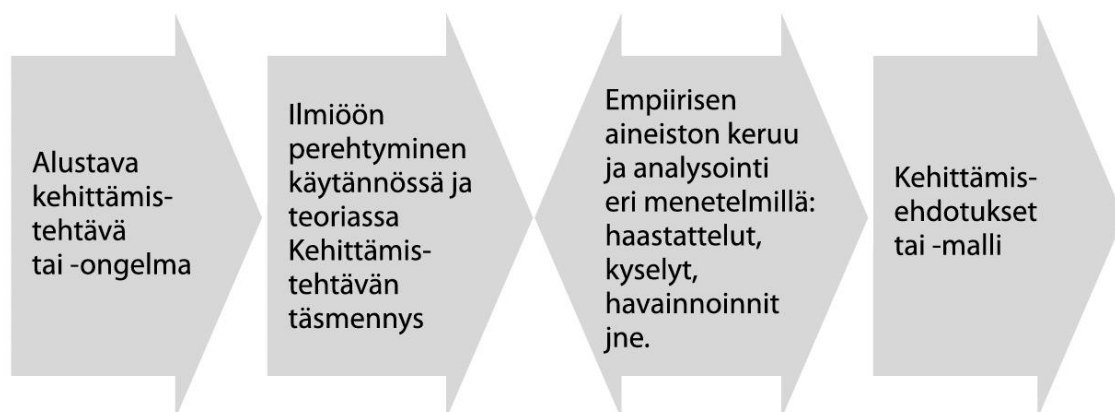 Alustava
kehittämis-
tehtävä
tai -ongelma
Ilmiöön
perehtyminen
käytännössä ja
teoriassa
Kehittämis-
tehtävän
täsmennys
Empiirisen
aineiston keruu
ja analysointi
eri menetelmillä:
haastattelut,
kyselyt,
havainnoinnit
jne.
Kehittämis-
ehdotukset
tai -malli